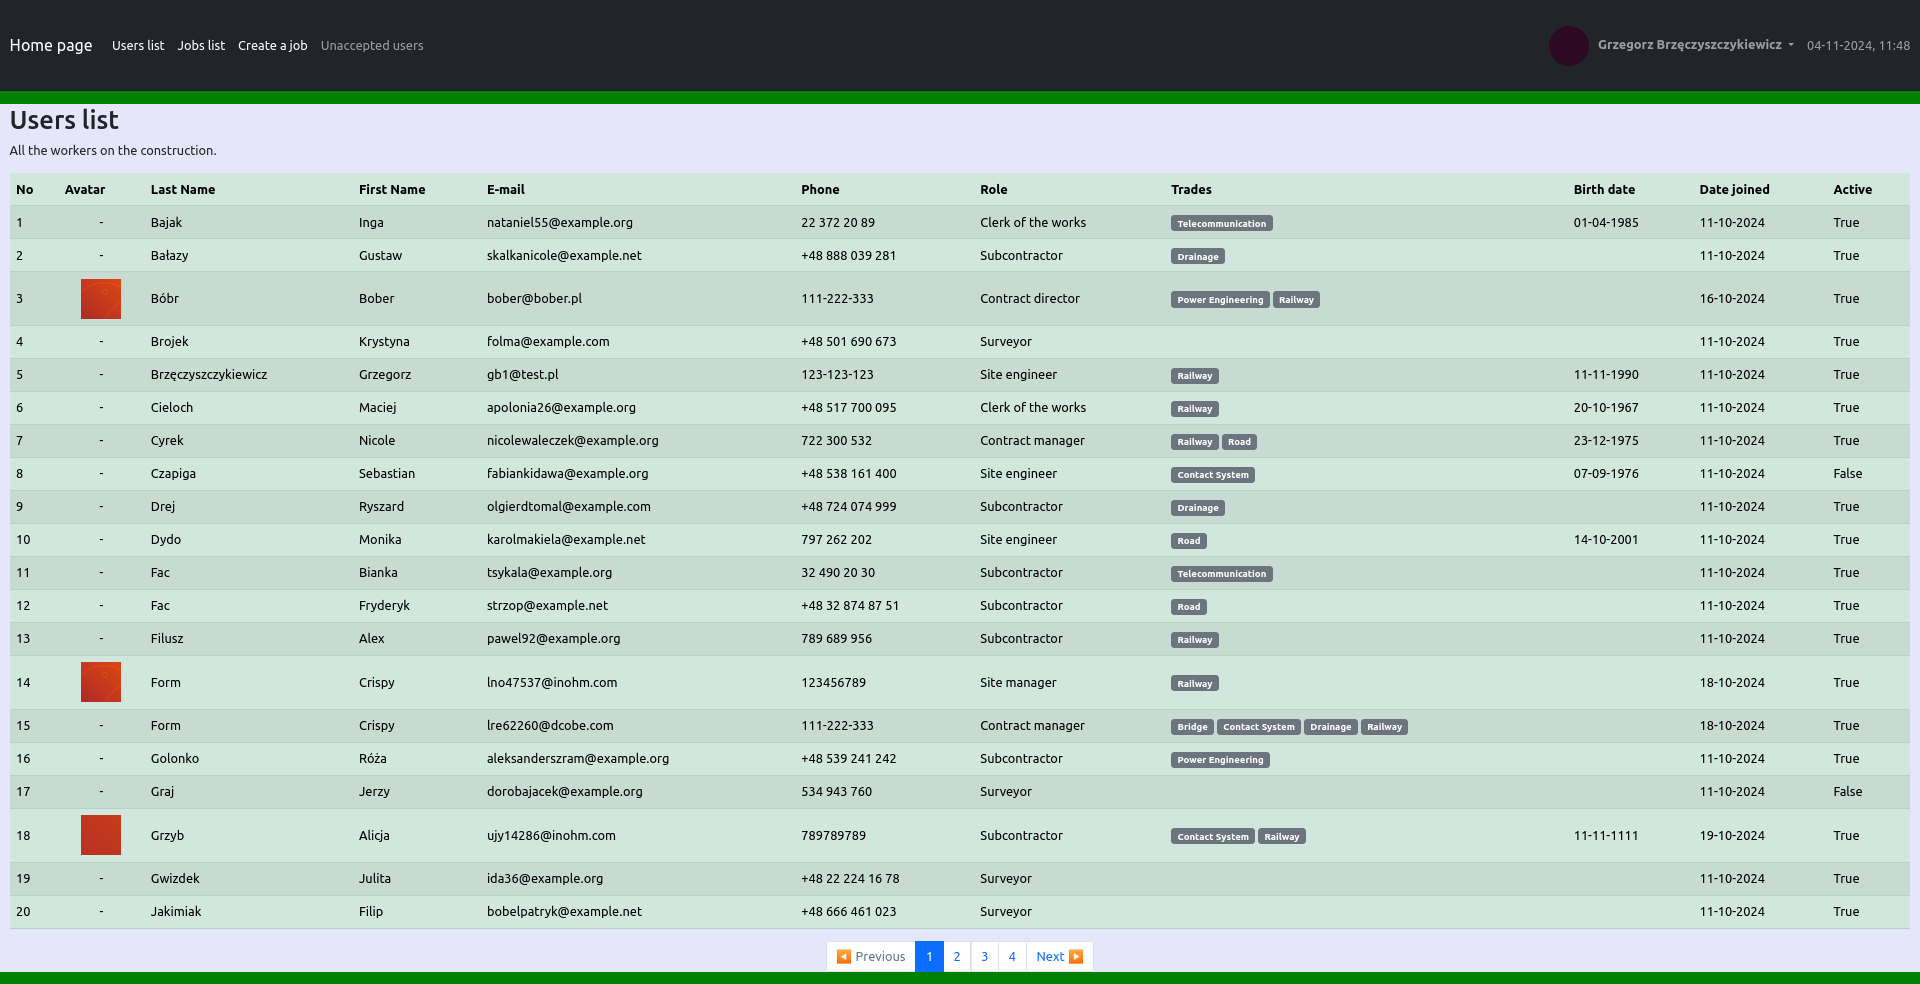 Home page Users list Jobs list Create a job Unaccepted users Grzegorz Brzęczyszczykiewicz 04-11-2024, 11:48
Users list
All the workers on the construction.
No Avatar Last Name First Name E-mail Phone Role Trades Birth date Date joined Active
1 - Bajak Inga nataniel55@example.org 22 372 20 89 Clerk of the works Telecommunication 01-04-1985 11-10-2024 True
2 - Bałazy Gustaw skalkanicole@example.net +48 888 039 281 Subcontractor Drainage 11-10-2024 True
3 Bóbr Bober bober@bober.pl 111-222-333 Contract director Power Engineering Railway 16-10-2024 True
4 - Brojek Krystyna folma@example.com +48 501 690 673 Surveyor 11-10-2024 True
5 - Brzęczyszczykiewicz Grzegorz gb1@test.pl 123-123-123 Site engineer Railway 11-11-1990 11-10-2024 True
6 - Cieloch Maciej apolonia26@example.org +48 517 700 095 Clerk of the works Railway 20-10-1967 11-10-2024 True
7 - Cyrek Nicole nicolewaleczek@example.org 722 300 532 Contract manager Railway Road 23-12-1975 11-10-2024 True
8 - Czapiga Sebastian fabiankidawa@example.org +48 538 161 400 Site engineer Contact System 07-09-1976 11-10-2024 False
9 - Drej Ryszard olgierdtomal@example.com +48 724 074 999 Subcontractor Drainage 11-10-2024 True
10 - Dydo Monika karolmakiela@example.net 797 262 202 Site engineer Road 14-10-2001 11-10-2024 True
11 - Fac Bianka tsykala@example.org 32 490 20 30 Subcontractor Telecommunication 11-10-2024 True
12 - Fac Fryderyk strzop@example.net +48 32 874 87 51 Subcontractor Road 11-10-2024 True
13 - Filusz Alex pawel92@example.org 789 689 956 Subcontractor Railway 11-10-2024 True
14 Form Crispy lno47537@inohm.com 123456789 Site manager Railway 18-10-2024 True
15 - Form Crispy lre62260@dcobe.com 111-222-333 Contract manager Bridge Contact System Drainage Railway 18-10-2024 True
16 - Golonko Róża aleksanderszram@example.org +48 539 241 242 Subcontractor Power Engineering 11-10-2024 True
17 - Graj Jerzy dorobajacek@example.org 534 943 760 Surveyor 11-10-2024 False
18 Grzyb Alicja ujy14286@inohm.com 789789789 Subcontractor Contact System Railway 11-11-1111 19-10-2024 True
19 - Gwizdek Julita ida36@example.org +48 22 224 16 78 Surveyor 11-10-2024 True
20 - Jakimiak Filip bobelpatryk@example.net +48 666 461 023 Surveyor 11-10-2024 True
Previous 1 2 3 4 Next